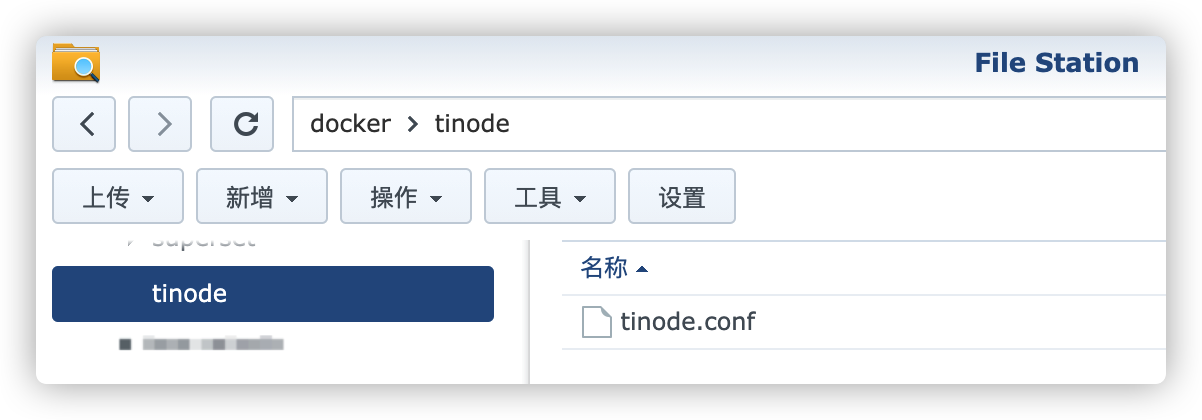 File Station
docker > tinode
上传 新增 操作 工具 设置
superset
tinode
名称
tinode.conf